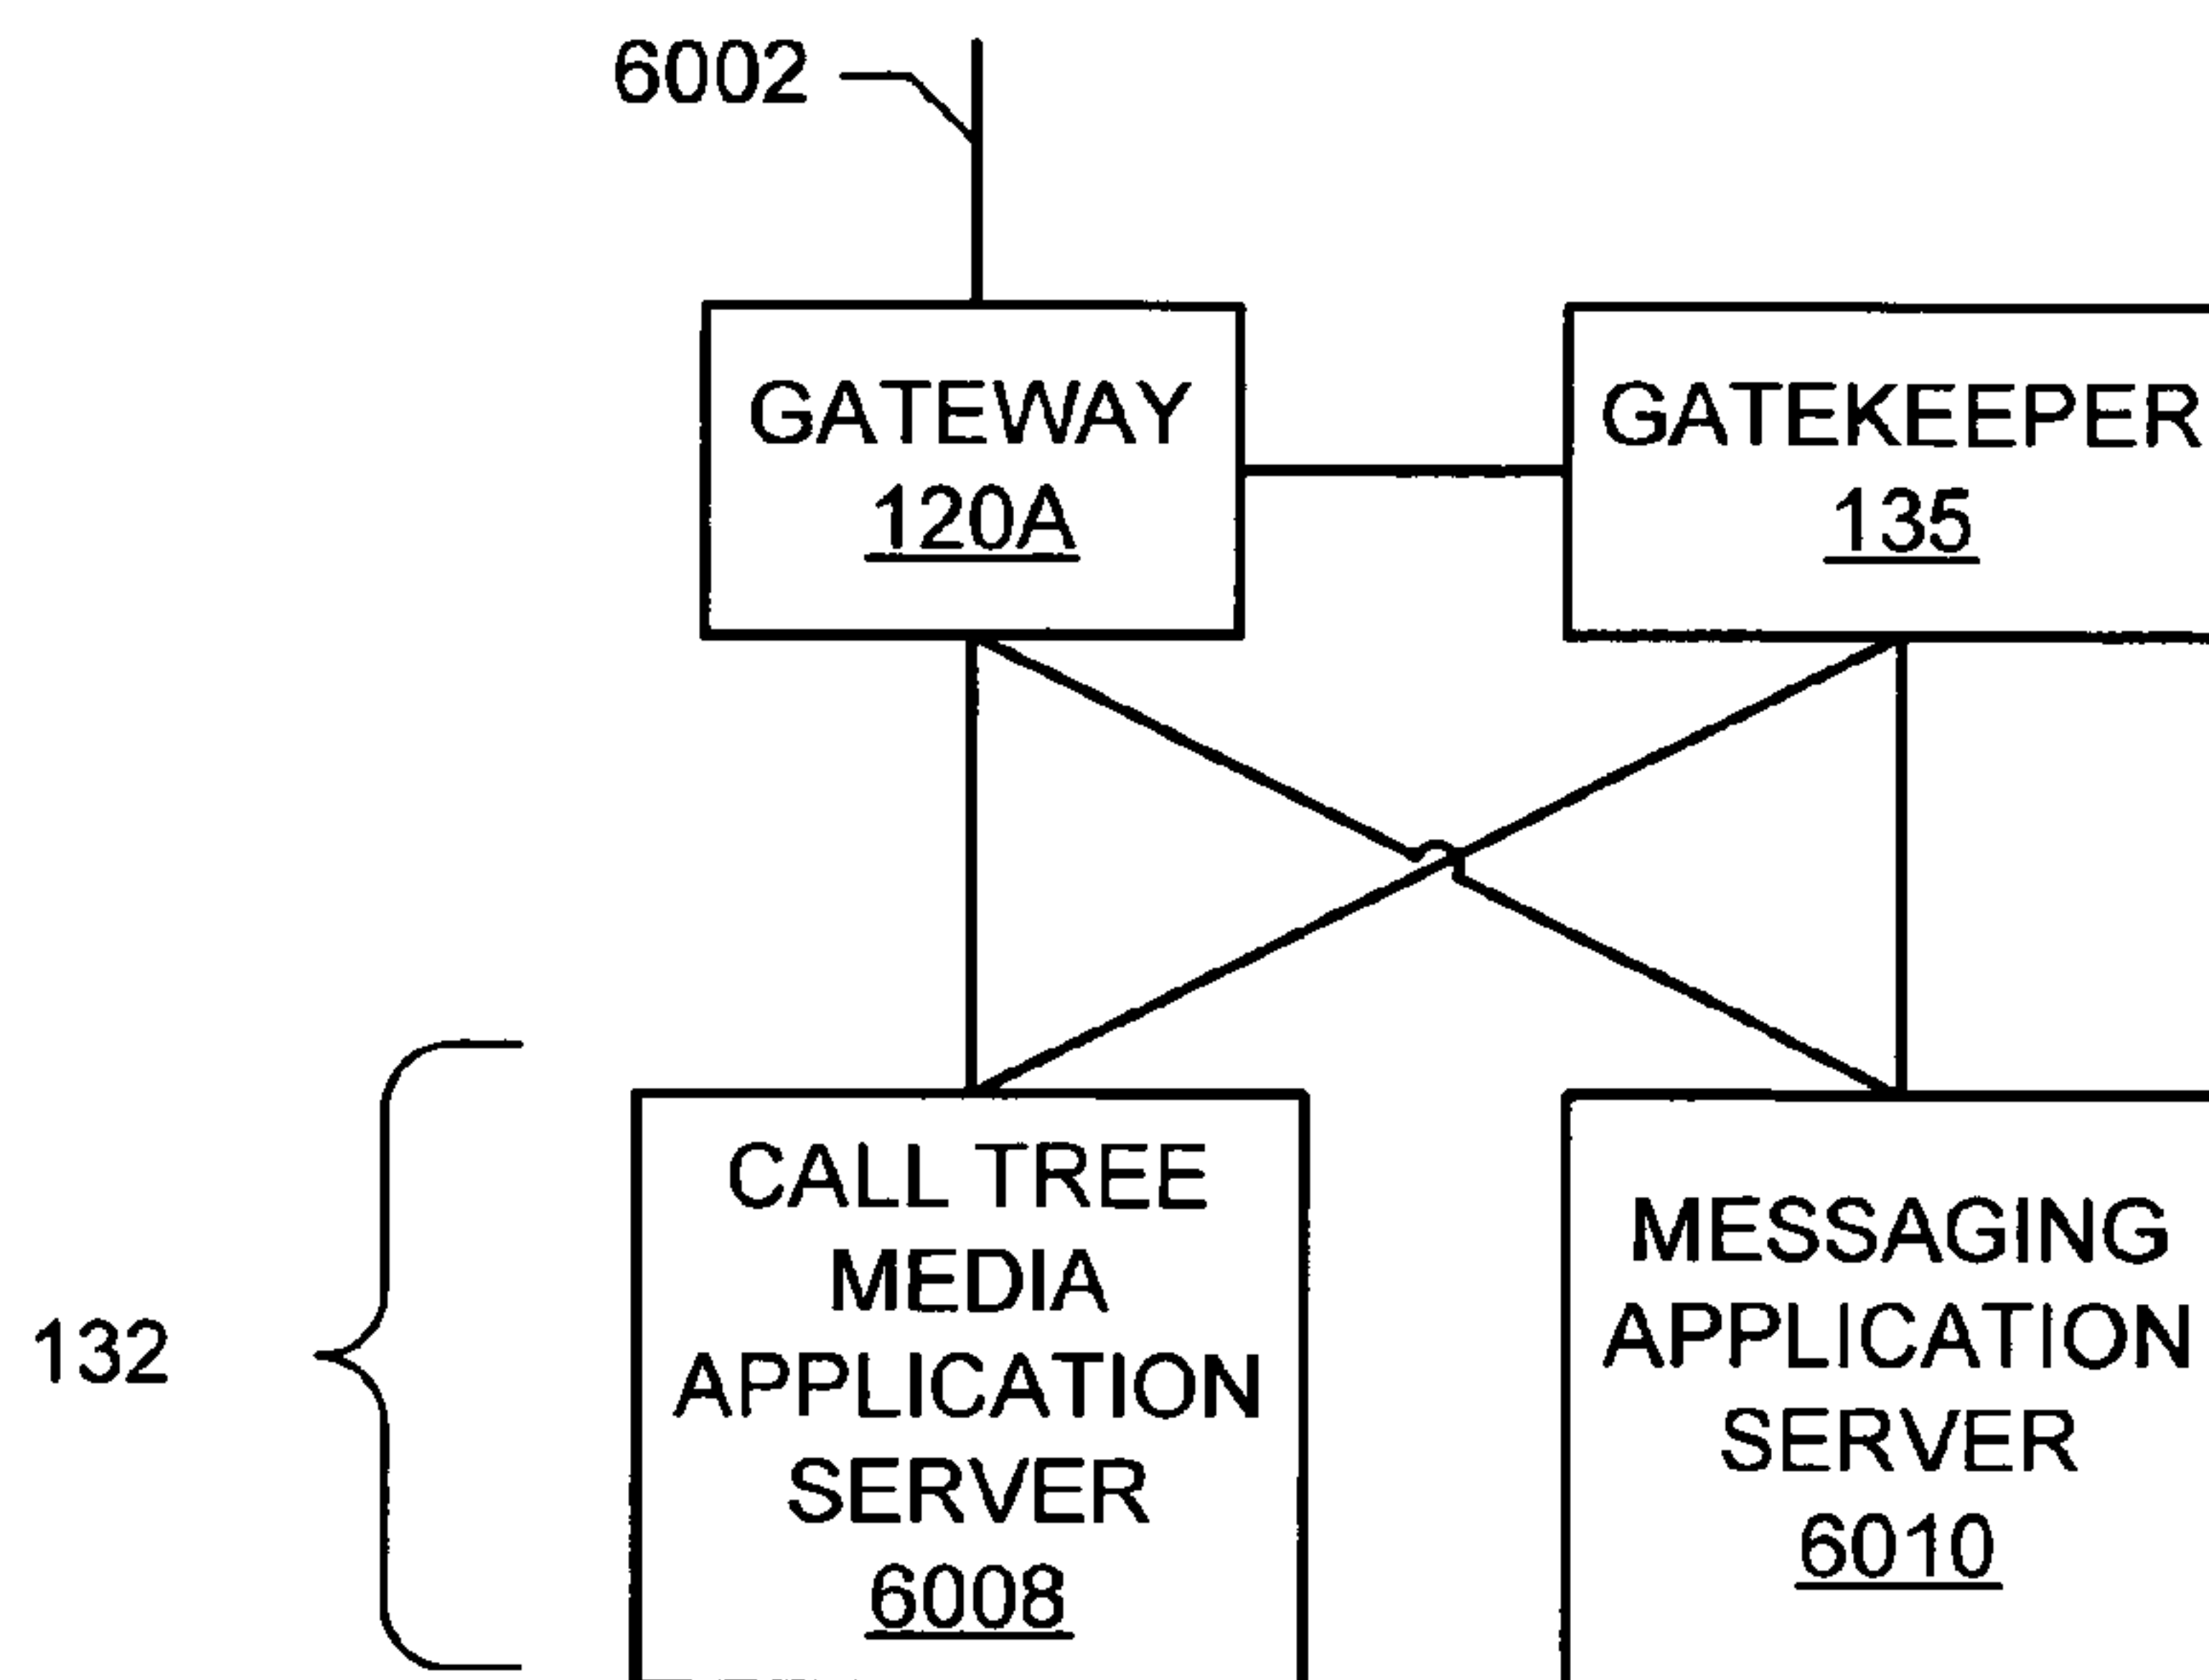 6002
GATEWAY
120A
GATEKEEPER
135
132
CALL TREE
MEDIA
APPLICATION
SERVER
6008
MESSAGING
APPLICATION
SERVER
6010